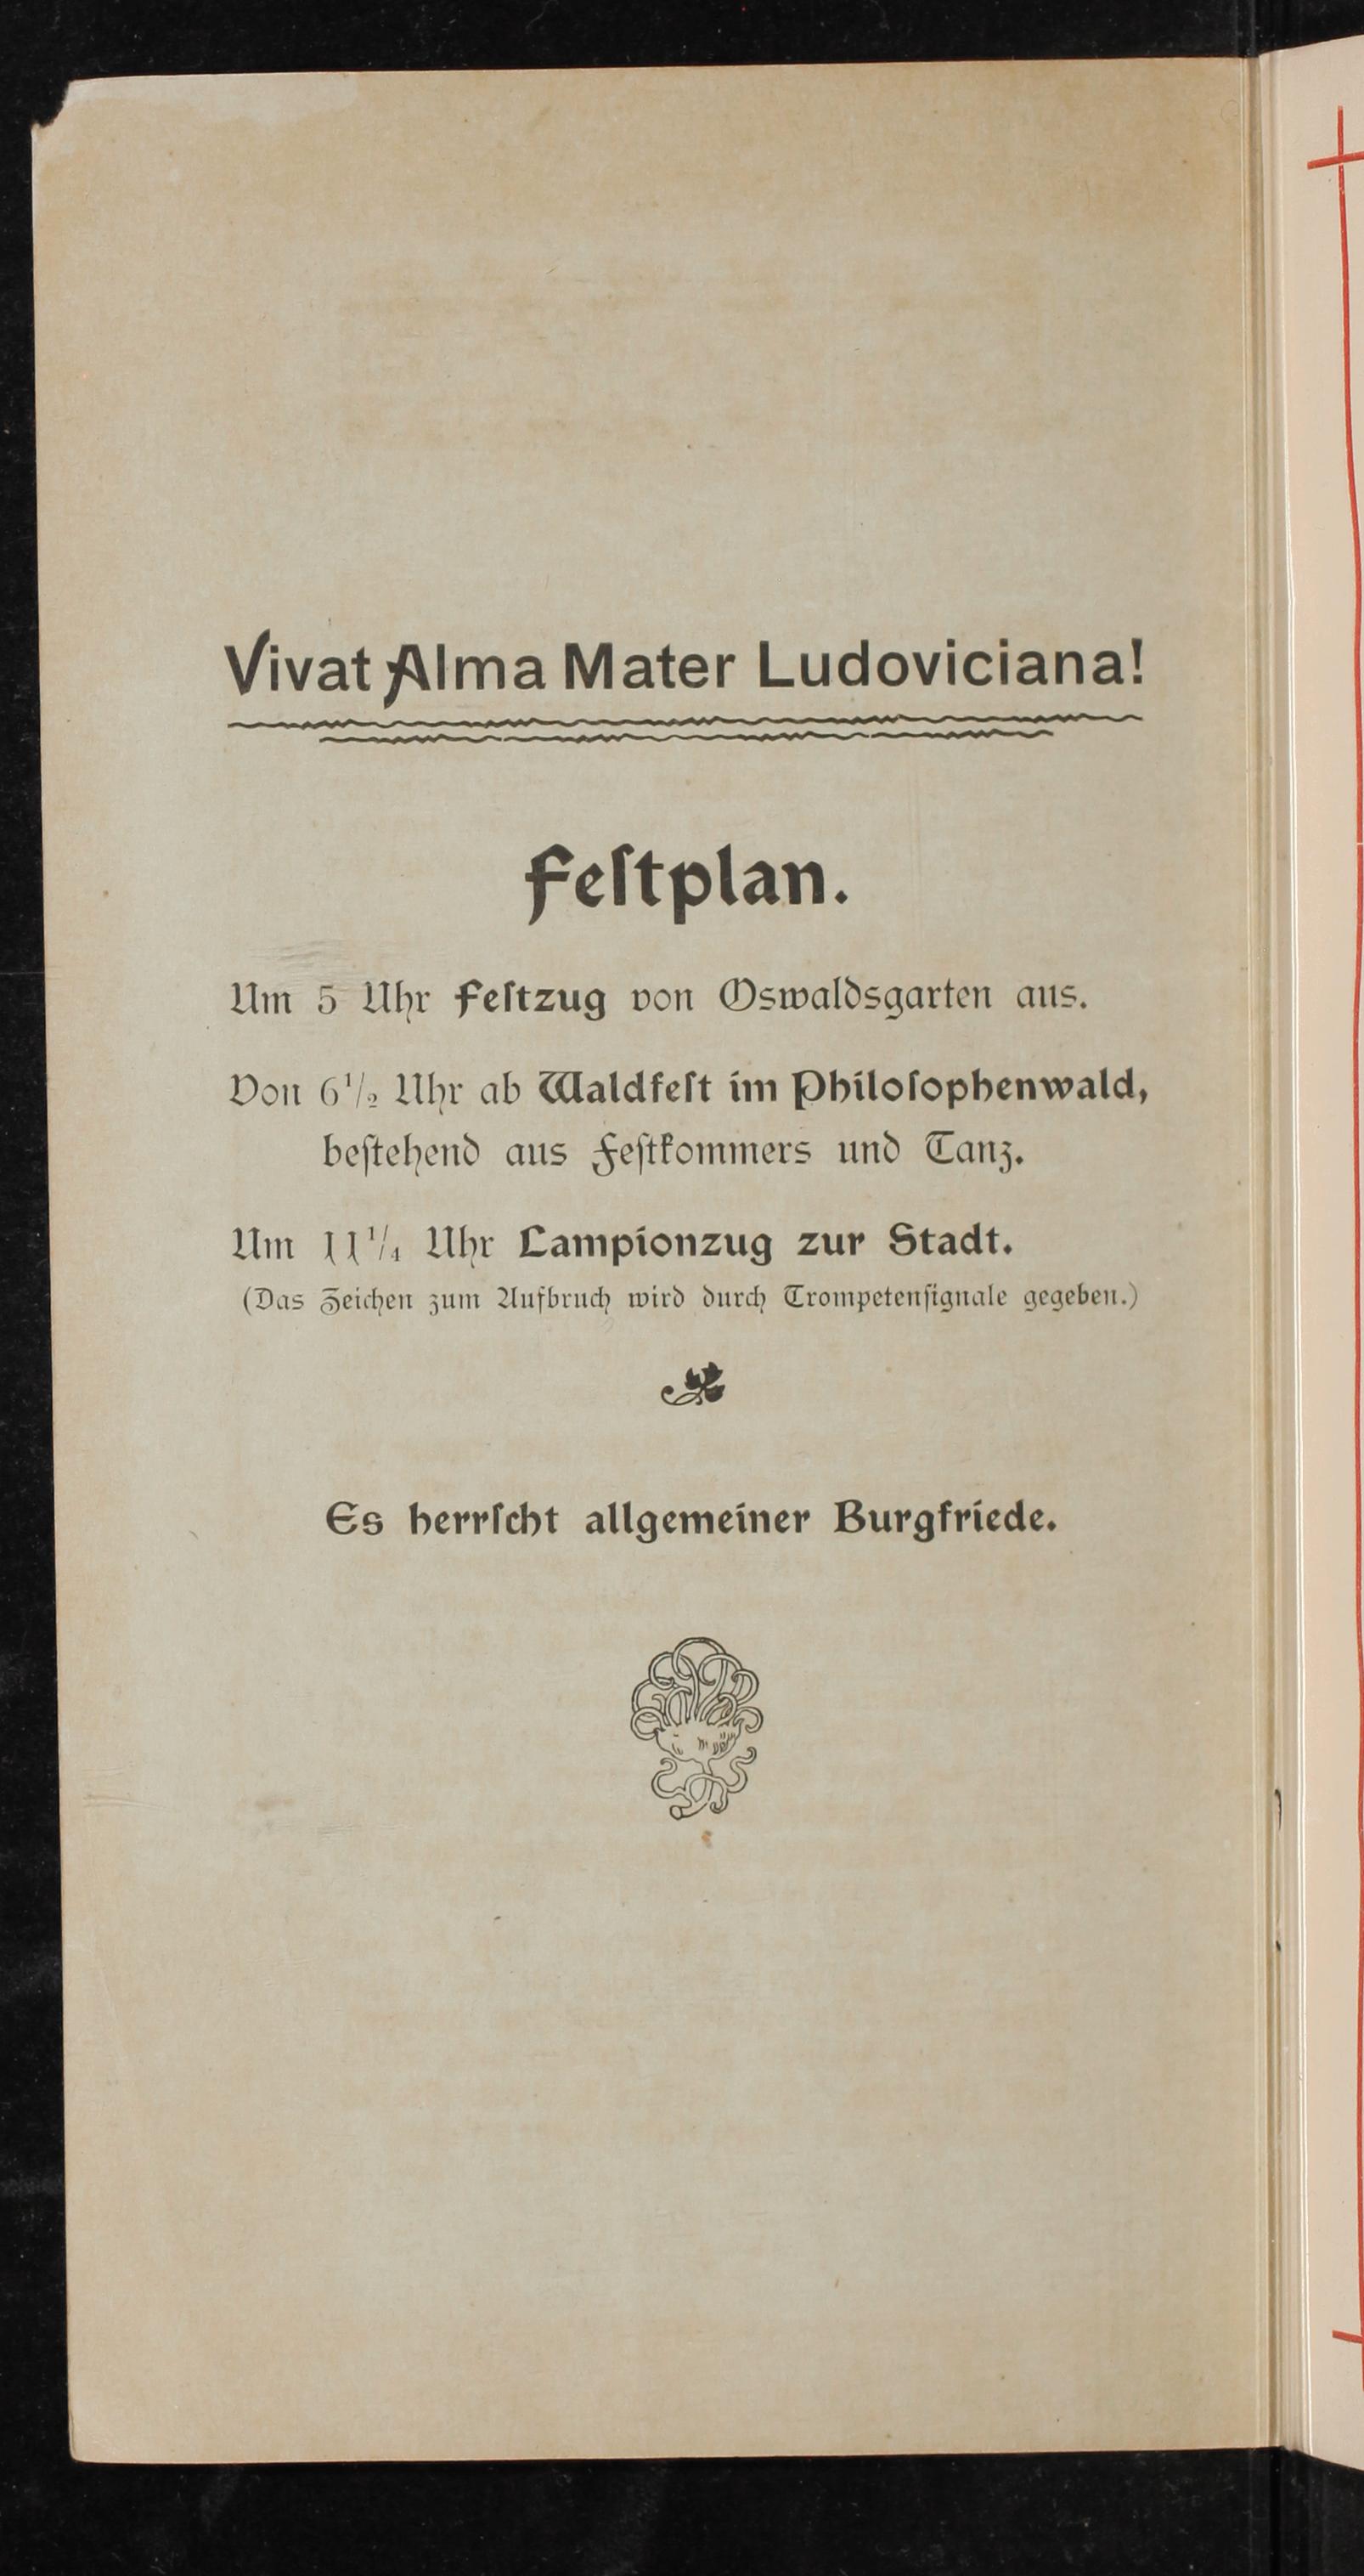 Vivat Alma Mater Ludoviciana!
Feſtplan.
Um 5 Uhr Feſtzug von Oswaldsgarten aus.
Von 6½ Uhr ab Waldfeſt im Philoſophenwald,
beſtehend aus Feſtkommers und Tanz.
Um 11¼ Uhr Lampionzug zur Stadt.
(Das Zeichen zum Aufbruch wird durch Trompetenſignale gegeben.)
Es herrſcht allgemeiner Burgfriede.